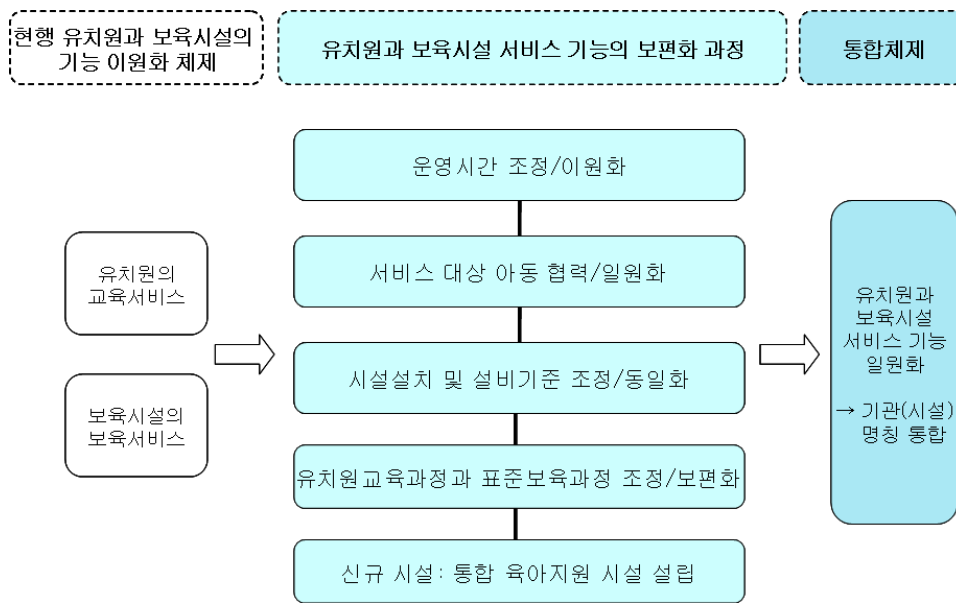 현행 유치원과 보육시설의
기능 이원화 체제
유치원과 보육시설 서비스 기능의 보편화 과정
통합체제
운영시간 조정/이원화
서비스 대상 아동 협력/일원화
시설설치 및 설비기준 조정/동일화
유치원교육과정과 표준보육과정 조정/보편화
신규 시설: 통합 육아지원 시설 설립
유치원의
교육서비스
보육시설의
보육서비스
유치원과
보육시설
서비스 기능
일원화
→ 기관(시설)
명칭 통합